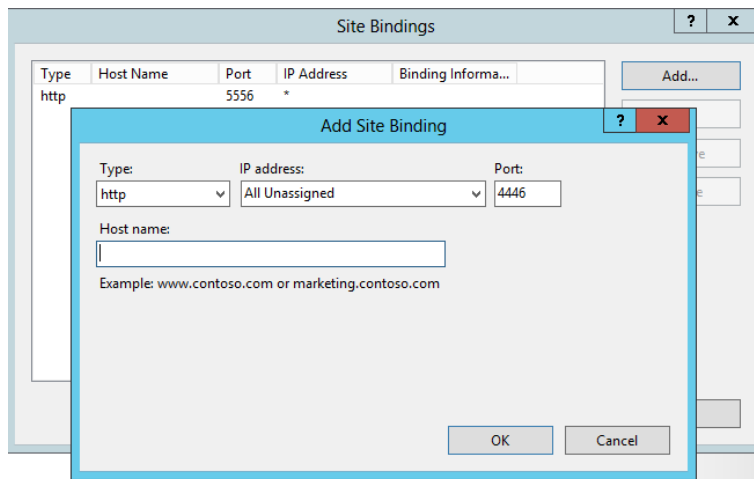 Site Bindings
? x
Type Host Name Port IP Address Binding Informa...
http 5556 *
Add...
Add Site Binding
? x
Type: IP address: Port:
http All Unassigned 4446
Host name:
Example: www.contoso.com or marketing.contoso.com
OK Cancel